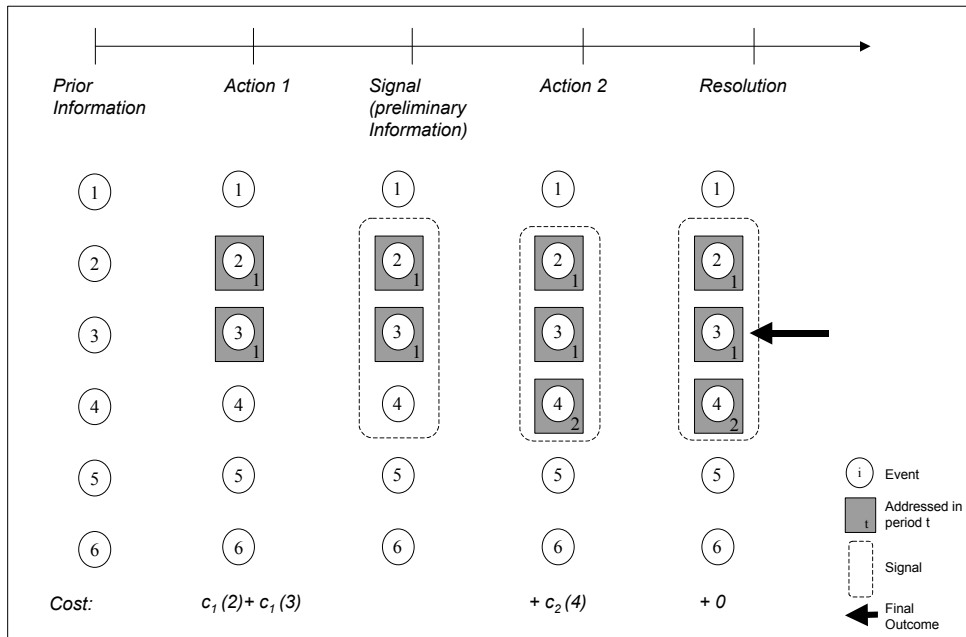 Prior Information
Action 1
Signal (preliminary Information)
Action 2
Resolution
1 1 1 1 1
2 2 1 2 1 2 1 2 1
3 3 1 3 1 3 1 3 1
4 4 4 4 2 4 2
5 5 5 5 5
6 6 6 6 6
i Event
t Addressed in period t
Signal
Final Outcome
Cost: c₁ (2)+ c₁ (3) + c₂ (4) + 0